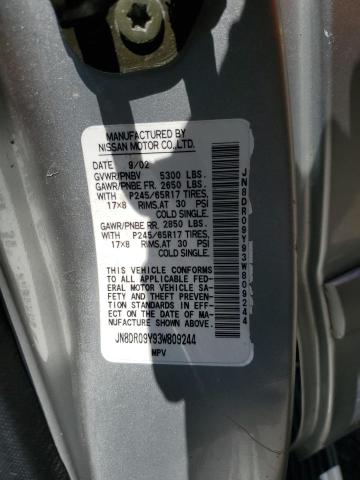 MANUFACTURED BY
NISSAN MOTOR CO.,LTD.
DATE 9/02
GVWR/PNBV 5300 LBS.
GAWR/PNBE FR. 2650 LBS.
WITH P245/65R17 TIRES,
17×8 RIMS,AT 30 PSI
COLD SINGLE.
GAWR/PNBE RR. 2850 LBS.
WITH P245/65R17 TIRES,
17×8 RIMS,AT 30 PSI
COLD SINGLE.
THIS VEHICLE CONFORMS
TO ALL APPLICABLE FED-
ERAL MOTOR VEHICLE SA-
FETY AND THEFT PREVEN-
TION STANDARDS IN EFF-
ECT ON THE DATE OF MA-
NUFACTURE SHOWN ABOVE.
JN8DR09Y93W809244
MPV
JN8DR09Y93W809244